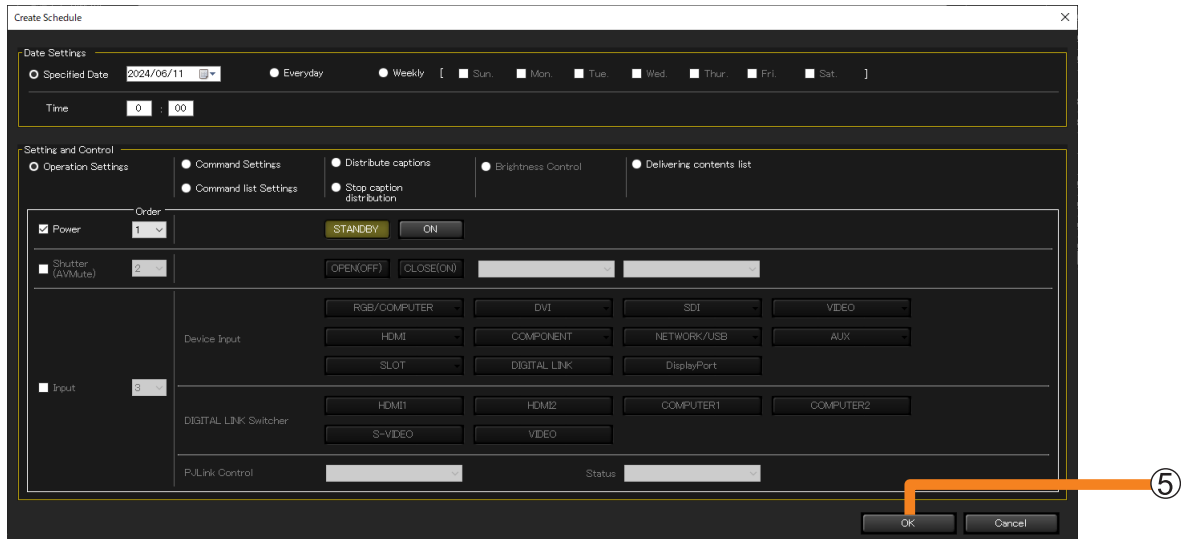 Create Schedule
Date Settings
Specified Date 2024/06/11 Everyday Weekly [ Sun. Mon. Tue. Wed. Thur. Fri. Sat. ]
Time 0 : 00
Setting and Control
Operation Settings Command Settings Distribute captions Brightness Control Delivering contents list
Command list Settings Stop caption
distribution
Order
Power 1 STANDBY ON
Shutter
(AVMute) 2 OPEN(OFF) CLOSE(ON)
RGB/COMPUTER DVI SDI VIDEO
Device Input HDMI COMPONENT NETWORK/USB AUX
SLOT DIGITAL LINK DisplayPort
Input 3
HDMI1 HDMI2 COMPUTER1 COMPUTER2
DIGITAL LINK Switcher
S-VIDEO VIDEO
PJLink Control Status
⑤
OK Cancel